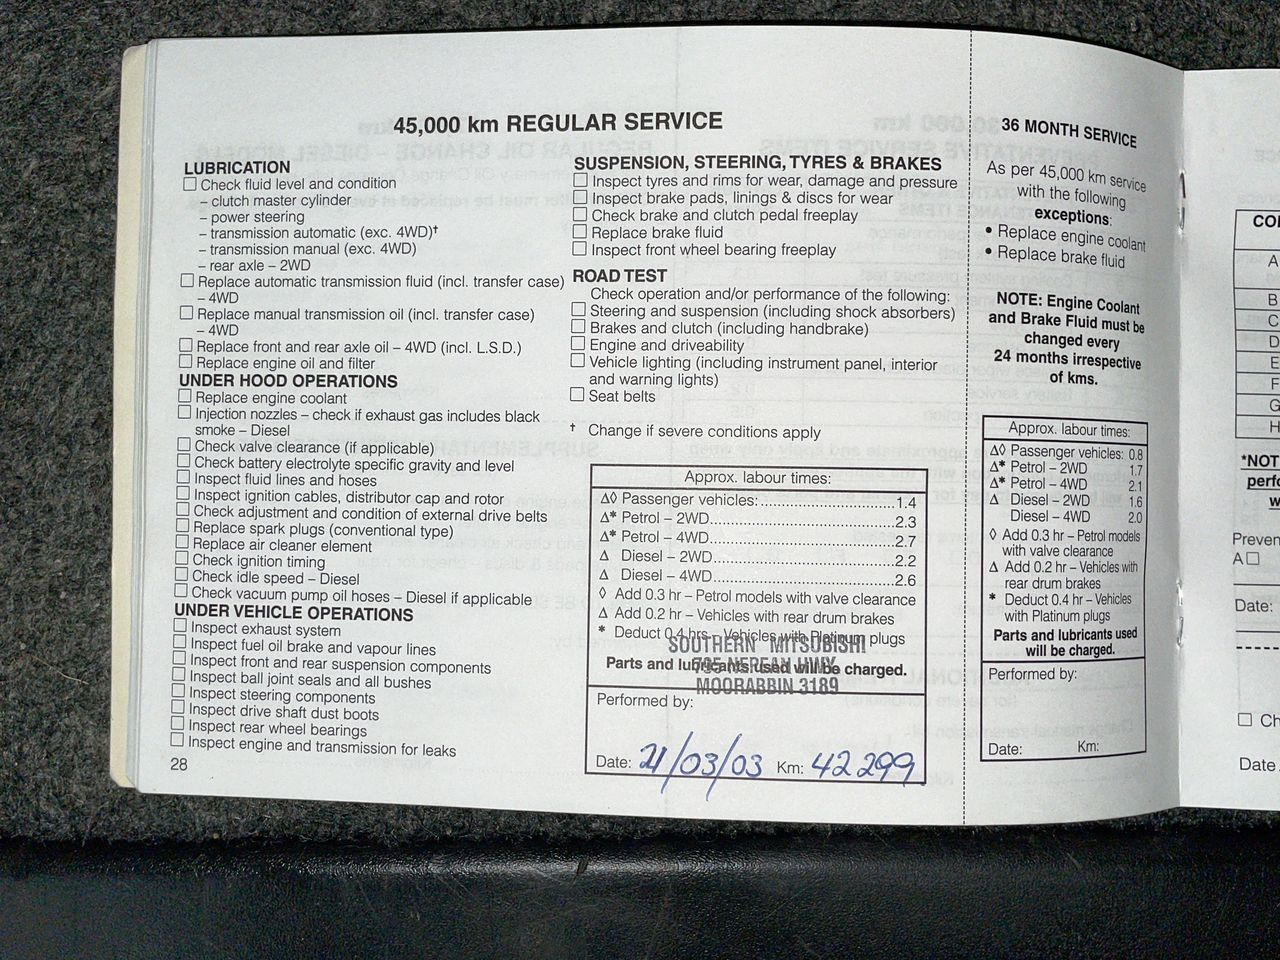 45,000 km REGULAR SERVICE
LUBRICATION
Check fluid level and condition
– clutch master cylinder
– power steering
– transmission automatic (exc. 4WD)†
– transmission manual (exc. 4WD)
– rear axle – 2WD
Replace automatic transmission fluid (incl. transfer case)
– 4WD
Replace manual transmission oil (incl. transfer case)
– 4WD
Replace front and rear axle oil – 4WD (incl. L.S.D.)
Replace engine oil and filter
UNDER HOOD OPERATIONS
Replace engine coolant
Injection nozzles – check if exhaust gas includes black
smoke – Diesel
Check valve clearance (if applicable)
Check battery electrolyte specific gravity and level
Inspect fluid lines and hoses
Inspect ignition cables, distributor cap and rotor
Check adjustment and condition of external drive belts
Replace spark plugs (conventional type)
Replace air cleaner element
Check ignition timing
Check idle speed – Diesel
Check vacuum pump oil hoses – Diesel if applicable
UNDER VEHICLE OPERATIONS
Inspect exhaust system
Inspect fuel oil brake and vapour lines
Inspect front and rear suspension components
Inspect ball joint seals and all bushes
Inspect steering components
Inspect drive shaft dust boots
Inspect rear wheel bearings
Inspect engine and transmission for leaks
28
SUSPENSION, STEERING, TYRES & BRAKES
Inspect tyres and rims for wear, damage and pressure
Inspect brake pads, linings & discs for wear
Check brake and clutch pedal freeplay
Replace brake fluid
Inspect front wheel bearing freeplay
ROAD TEST
Check operation and/or performance of the following:
Steering and suspension (including shock absorbers)
Brakes and clutch (including handbrake)
Engine and driveability
Vehicle lighting (including instrument panel, interior
and warning lights)
Seat belts
† Change if severe conditions apply
Approx. labour times:
Δ◊ Passenger vehicles:..............................1.4
Δ* Petrol – 2WD..........................................2.3
Δ* Petrol – 4WD..........................................2.7
Δ Diesel – 2WD..........................................2.2
Δ Diesel – 4WD..........................................2.6
◊ Add 0.3 hr – Petrol models with valve clearance
Δ Add 0.2 hr – Vehicles with rear drum brakes
* Deduct 0.4 hrs – Vehicles with Platinum plugs
Parts and lubricants used will be charged.
SOUTHERN MITSUBISHI
NEPEAN HWY
MOORABBIN 3189
Performed by:
Date: 21/03/03 Km: 42299
36 MONTH SERVICE
As per 45,000 km service
with the following
exceptions:
• Replace engine coolant
• Replace brake fluid
NOTE: Engine Coolant
and Brake Fluid must be
changed every
24 months irrespective
of kms.
Approx. labour times:
Δ◊ Passenger vehicles: 0.8
Δ* Petrol – 2WD 1.7
Δ* Petrol – 4WD 2.1
Δ Diesel – 2WD 1.6
Diesel – 4WD 2.0
◊ Add 0.3 hr – Petrol models
with valve clearance
Δ Add 0.2 hr – Vehicles with
rear drum brakes
* Deduct 0.4 hr – Vehicles
with Platinum plugs
Parts and lubricants used
will be charged.
Performed by:
Date: Km:
A
B
C
D
E
F
G
H
*NOT
A
Date:
Date